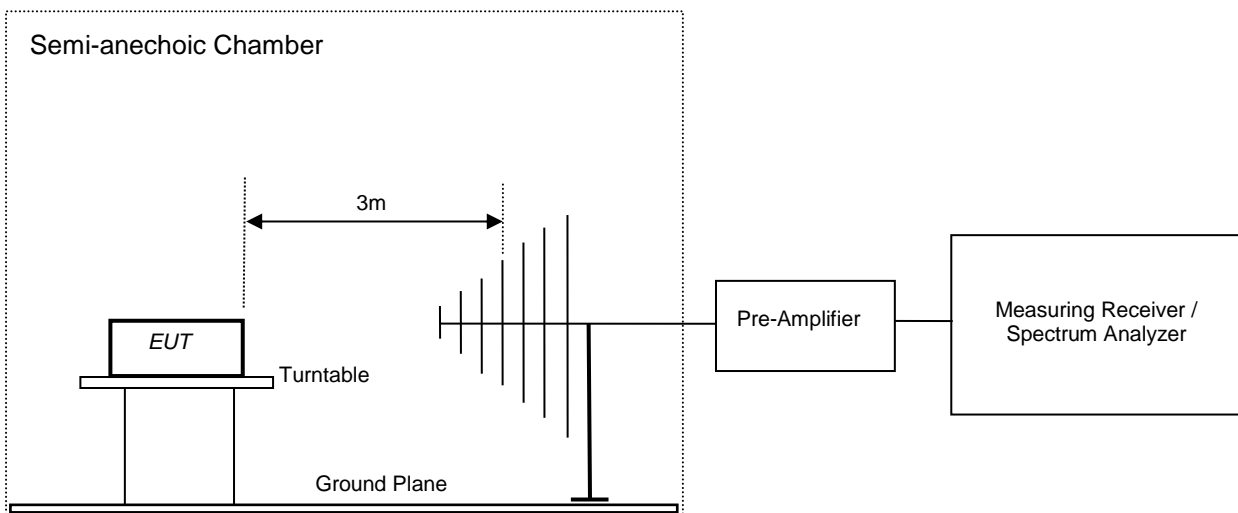 Semi-anechoic Chamber
3m
EUT
Turntable
Ground Plane
Pre-Amplifier
Measuring Receiver /
Spectrum Analyzer